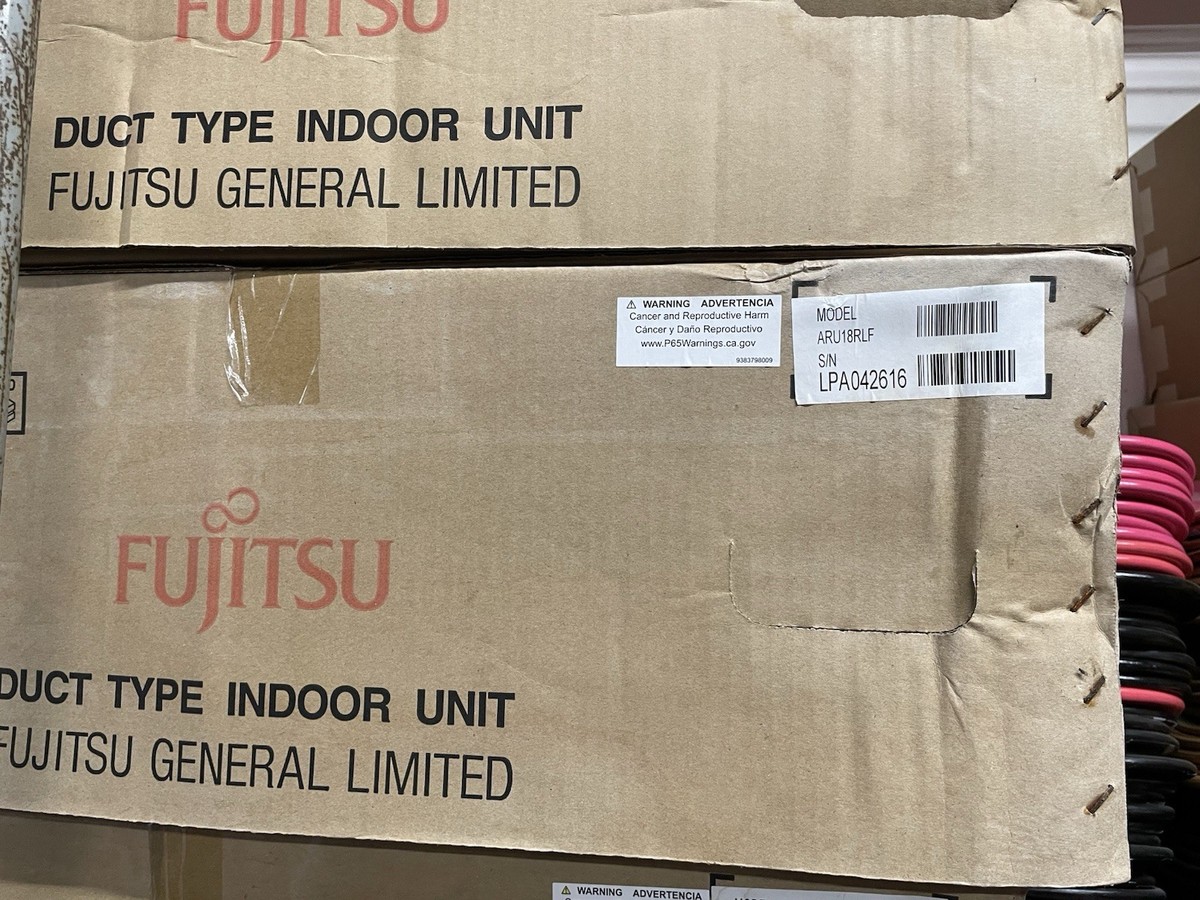 FUJITSU
DUCT TYPE INDOOR UNIT
FUJITSU GENERAL LIMITED
⚠ WARNING ADVERTENCIA
Cancer and Reproductive Harm
Cáncer y Daño Reproductivo
www.P65Warnings.ca.gov
9383798009
MODEL
ARU18RLF
S/N
LPA042616
FUJITSU
DUCT TYPE INDOOR UNIT
FUJITSU GENERAL LIMITED
⚠ WARNING ADVERTENCIA